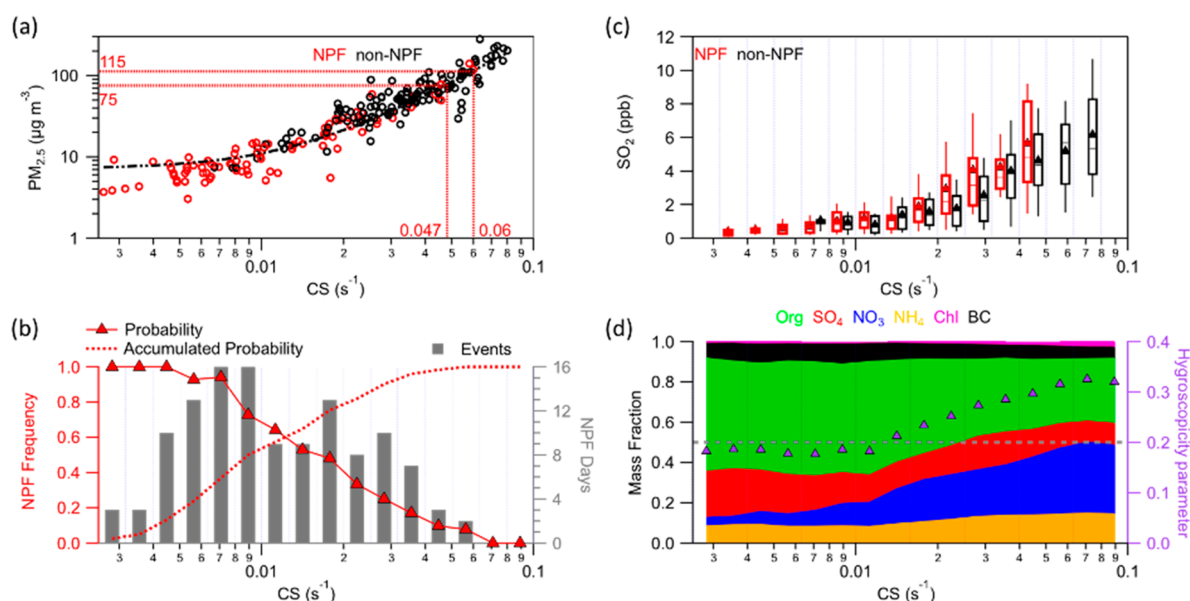 (a)
NPF non-NPF
115
75
100
10
1
PM2.5 (µg m-3)
0.047
0.06
3 4 5 6 7 9 0.01 2 3 4 5 6 7 9 0.1
CS (s-1)
(c)
NPF non-NPF
12
10
8
6
4
2
0
SO2 (ppb)
3 4 5 6 7 9 0.01 2 3 4 5 6 7 9 0.1
CS (s-1)
(b)
Probability
Accumulated Probability
Events
1.0
0.8
0.6
0.4
0.2
0.0
NPF Frequency
16
12
8
4
0
NPF Days
3 4 5 6 7 9 0.01 2 3 4 5 6 7 9 0.1
CS (s-1)
(d)
Org SO4 NO3 NH4 Chl BC
1.0
0.8
0.6
0.4
0.2
0.0
Mass Fraction
0.4
0.3
0.2
0.1
0.0
Hygroscopicity parameter
3 4 5 6 7 9 0.01 2 3 4 5 6 7 9 0.1
CS (s-1)